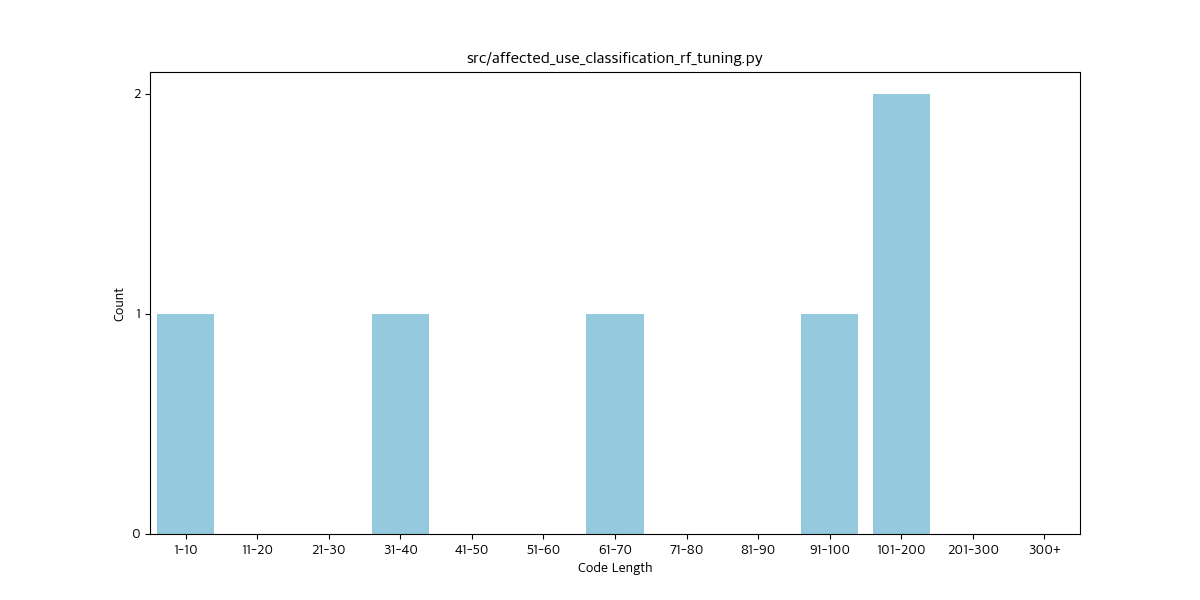 src/affected_use_classification_rf_tuning.py
2
1
0
Count
1-10 11-20 21-30 31-40 41-50 51-60 61-70 71-80 81-90 91-100 101-200 201-300 300+
Code Length